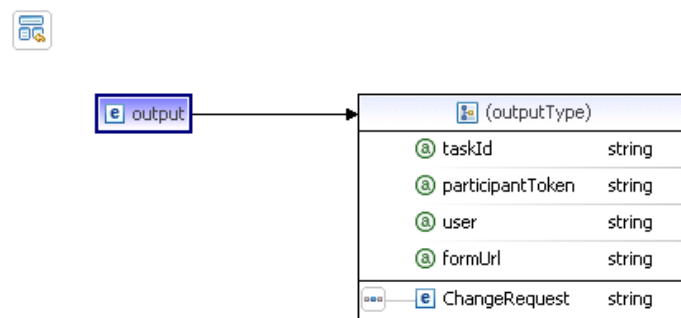 e output
(outputType)
a taskId string
a participantToken string
a user string
a formUrl string
e ChangeRequest string